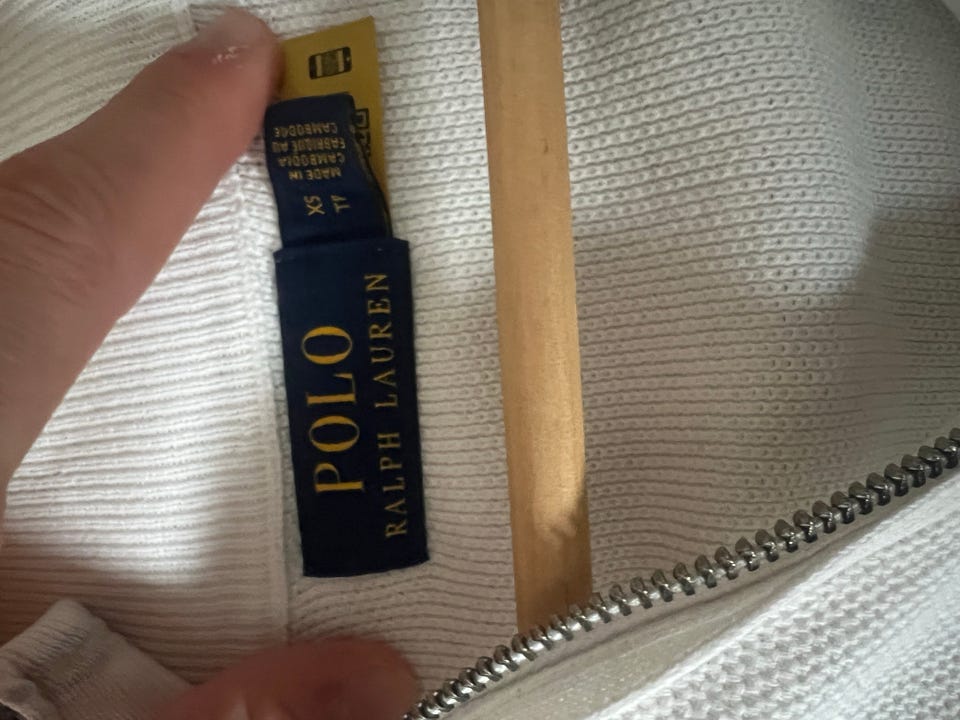 POLO
RALPH LAUREN
XS
TP
MADE IN
CAMBODIA
FABRIQUÉ AU
CAMBODGE